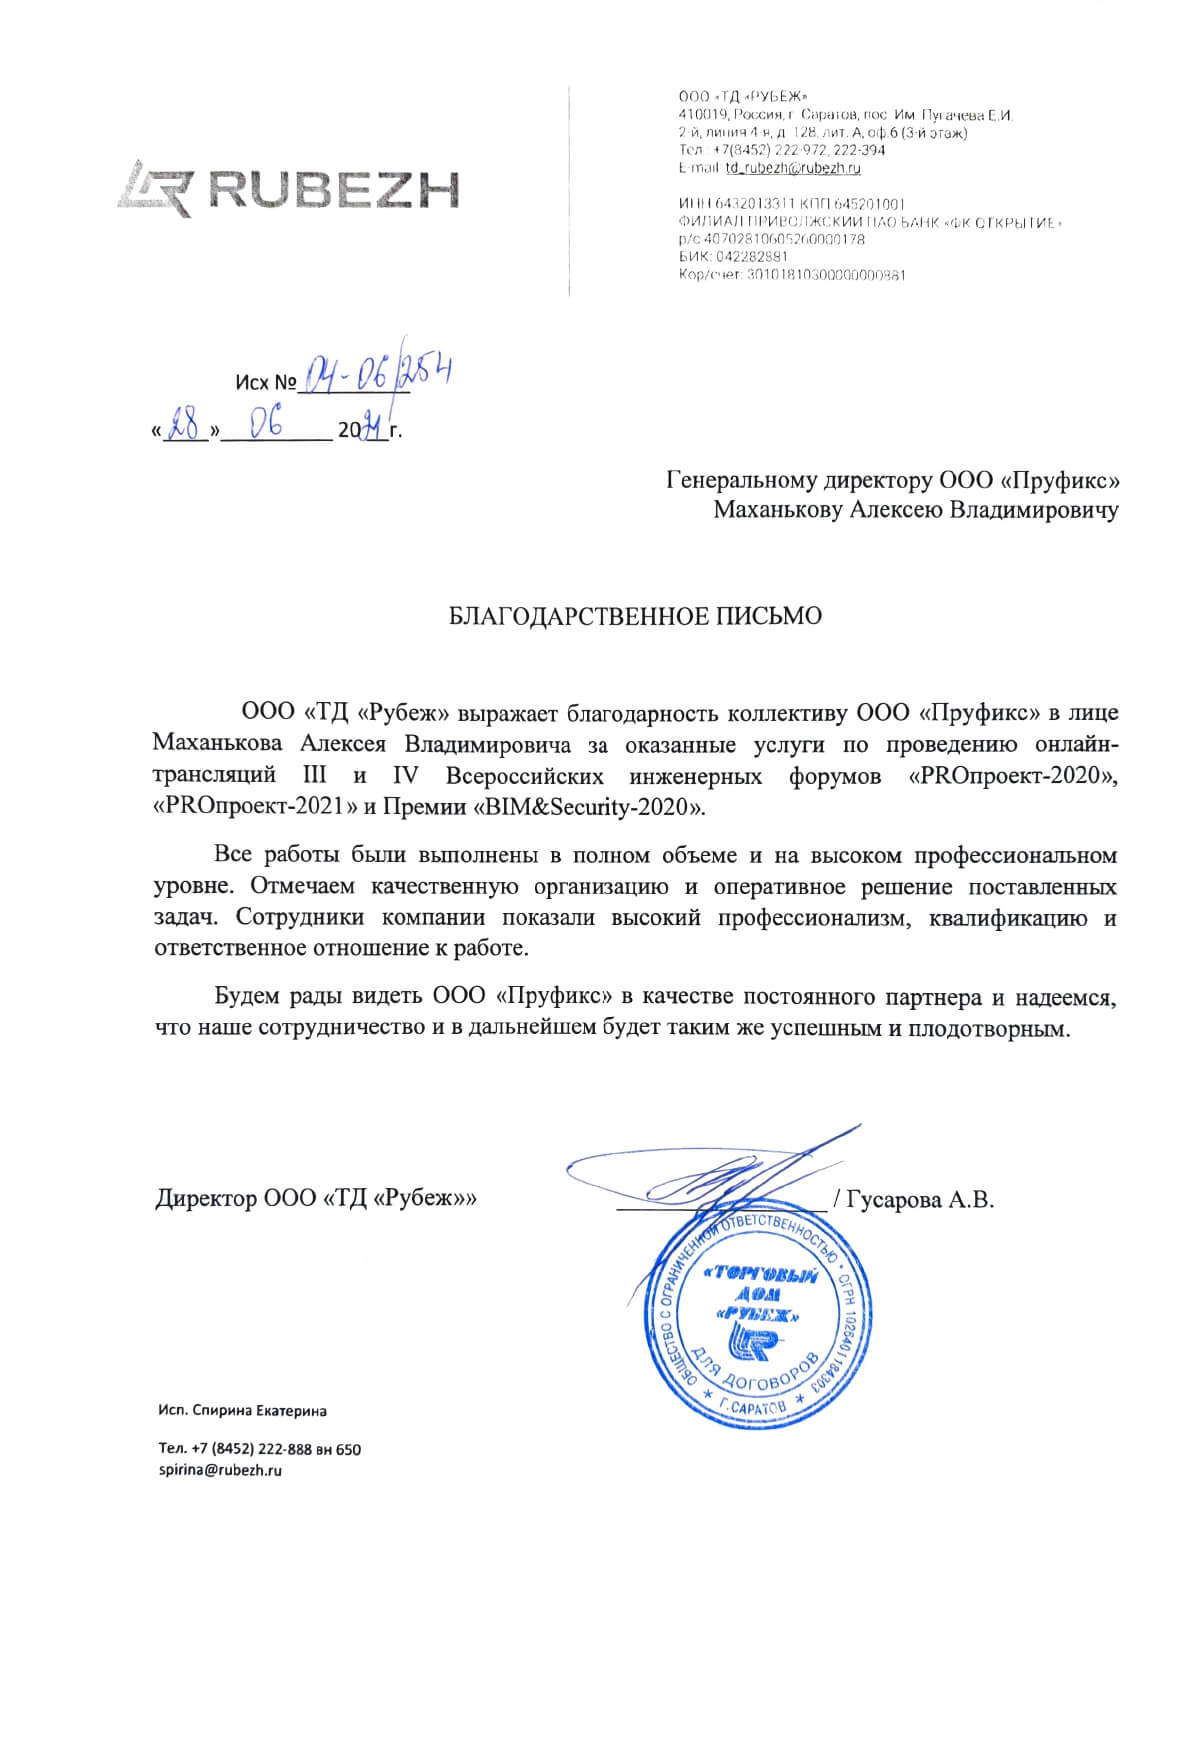 RUBEZH
ООО «ТД «РУБЕЖ»
410019, Россия, г. Саратов, пос. Им. Пугачева Е.И.
2-й, линия 4-я, д. 128, лит. А, оф.6 (3-й этаж)
Тел.: +7(8452) 222-972, 222-394
E-mail: td_rubezh@rubezh.ru
ИНН 6432013311 КПП 645201001
ФИЛИАЛ ПРИВОЛЖСКИЙ ПАО БАНК «ФК ОТКРЫТИЕ»
р/с 40702810605260000178
БИК: 042282881
Кор/счет: 30101810300000000881
Исх № 04-06/254
«28» 06 2021г.
Генеральному директору ООО «Пруфикс»
Маханькову Алексею Владимировичу
БЛАГОДАРСТВЕННОЕ ПИСЬМО
ООО «ТД «Рубеж» выражает благодарность коллективу ООО «Пруфикс» в лице
Маханькова Алексея Владимировича за оказанные услуги по проведению онлайн-
трансляций III и IV Всероссийских инженерных форумов «PROпроект-2020»,
«PROпроект-2021» и Премии «BIM&Security-2020».
Все работы были выполнены в полном объеме и на высоком профессиональном
уровне. Отмечаем качественную организацию и оперативное решение поставленных
задач. Сотрудники компании показали высокий профессионализм, квалификацию и
ответственное отношение к работе.
Будем рады видеть ООО «Пруфикс» в качестве постоянного партнера и надеемся,
что наше сотрудничество и в дальнейшем будет таким же успешным и плодотворным.
Директор ООО «ТД «Рубеж»» / Гусарова А.В.
ОБЩЕСТВО С ОГРАНИЧЕННОЙ ОТВЕТСТВЕННОСТЬЮ • ОГРН 1026401184303
«ТОРГОВЫЙ
ДОМ
«РУБЕЖ»
ДЛЯ ДОГОВОРОВ
* Г.САРАТОВ *
Исп. Спирина Екатерина
Тел. +7 (8452) 222-888 вн 650
spirina@rubezh.ru